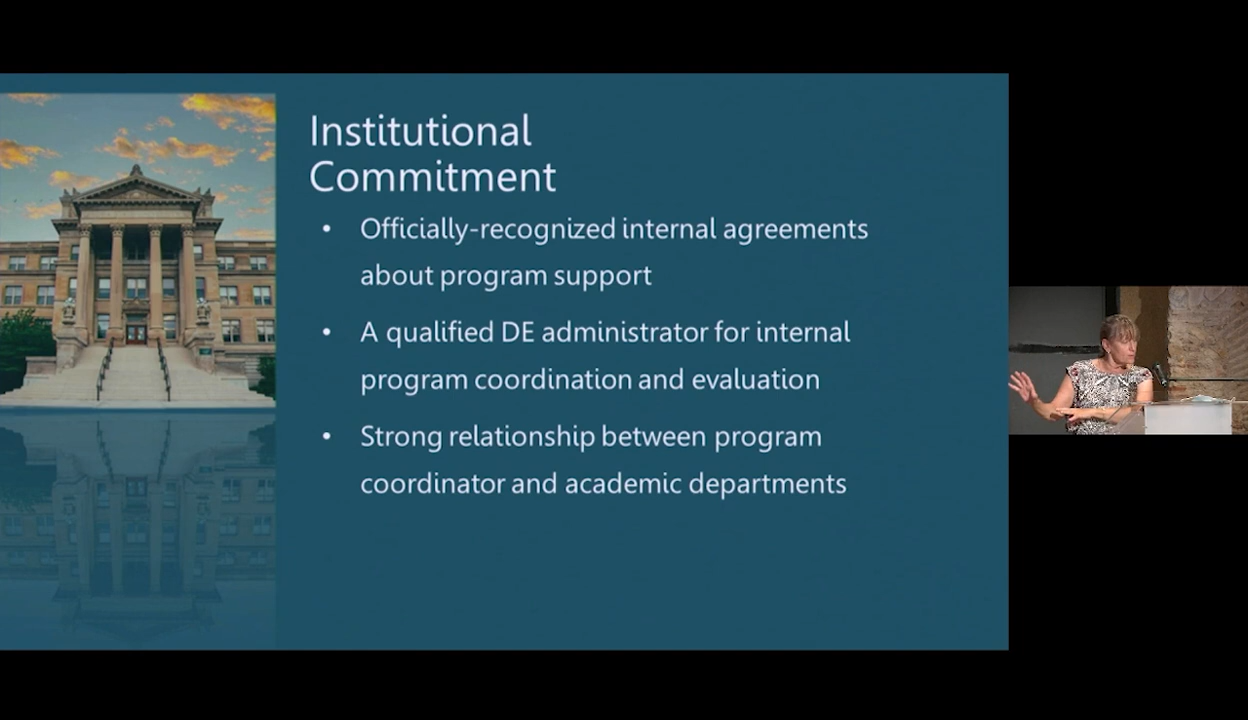 Institutional
Commitment
• Officially-recognized internal agreements
about program support
• A qualified DE administrator for internal
program coordination and evaluation
• Strong relationship between program
coordinator and academic departments